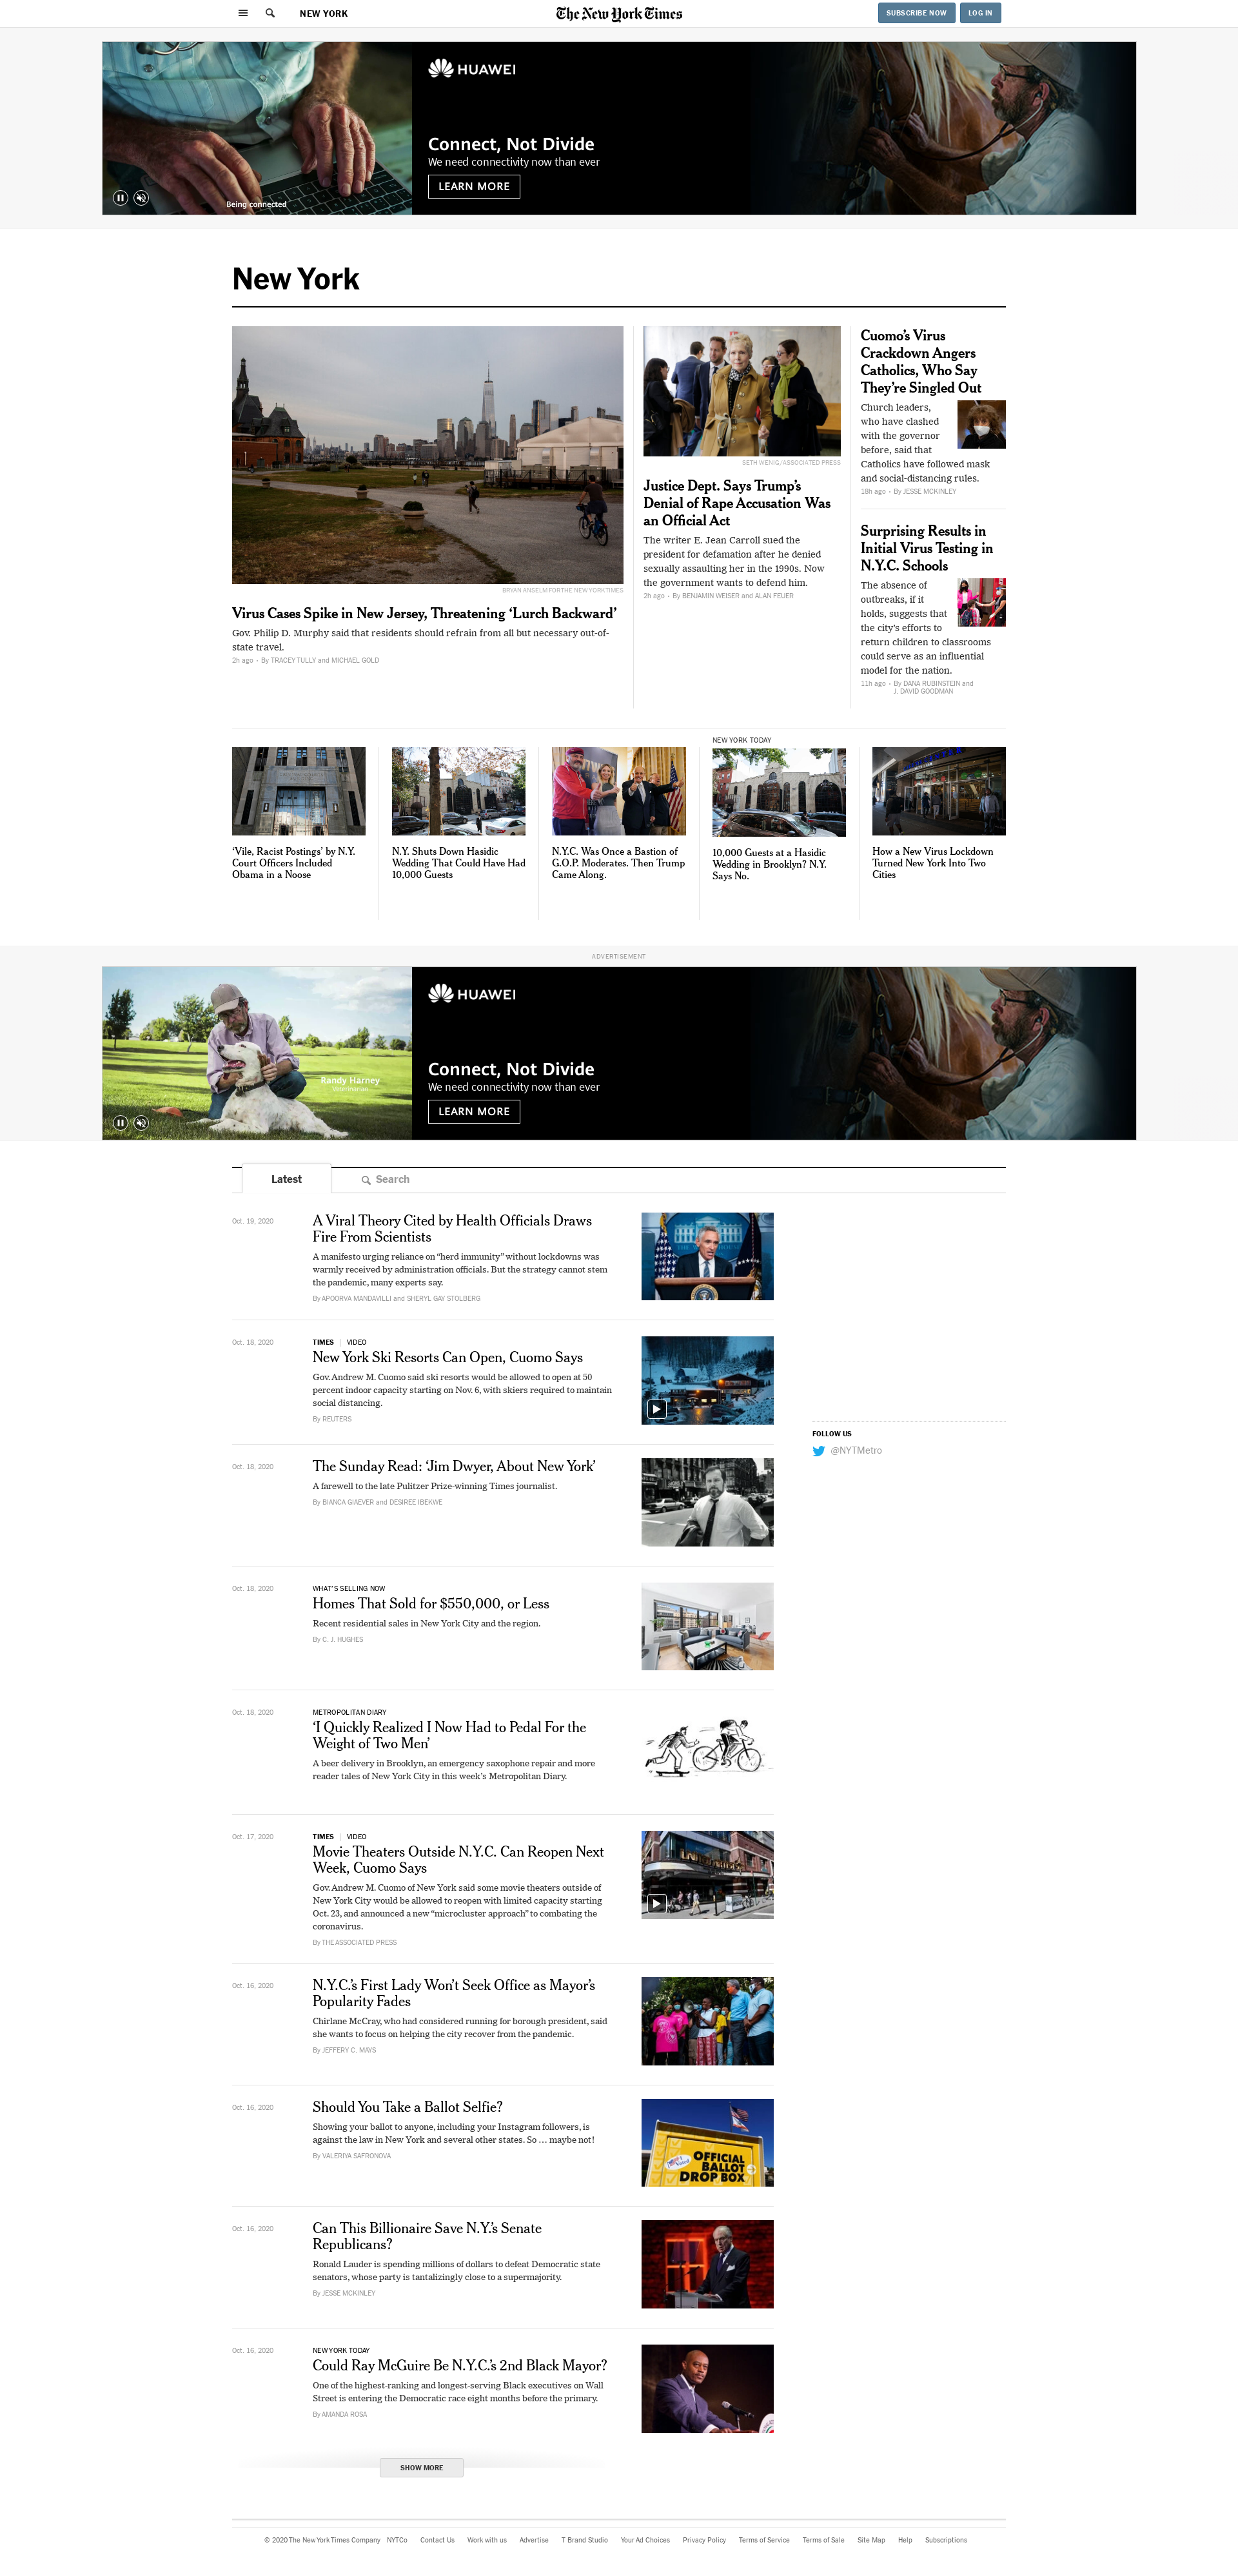 NEW YORK
The New York Times
SUBSCRIBE NOW
LOG IN
HUAWEI
Connect, Not Divide
We need connectivity now than ever
LEARN MORE
Being connected
New York
BRYAN ANSELM FOR THE NEW YORK TIMES
Virus Cases Spike in New Jersey, Threatening ‘Lurch Backward’
Gov. Philip D. Murphy said that residents should refrain from all but necessary out-of-
state travel.
2h ago • By TRACEY TULLY and MICHAEL GOLD
SETH WENIG/ASSOCIATED PRESS
Justice Dept. Says Trump’s
Denial of Rape Accusation Was
an Official Act
The writer E. Jean Carroll sued the
president for defamation after he denied
sexually assaulting her in the 1990s. Now
the government wants to defend him.
2h ago • By BENJAMIN WEISER and ALAN FEUER
Cuomo’s Virus
Crackdown Angers
Catholics, Who Say
They’re Singled Out
Church leaders,
who have clashed
with the governor
before, said that
Catholics have followed mask
and social-distancing rules.
18h ago • By JESSE MCKINLEY
Surprising Results in
Initial Virus Testing in
N.Y.C. Schools
The absence of
outbreaks, if it
holds, suggests that
the city’s efforts to
return children to classrooms
could serve as an influential
model for the nation.
11h ago • By DANA RUBINSTEIN and
J. DAVID GOODMAN
‘Vile, Racist Postings’ by N.Y.
Court Officers Included
Obama in a Noose
N.Y. Shuts Down Hasidic
Wedding That Could Have Had
10,000 Guests
N.Y.C. Was Once a Bastion of
G.O.P. Moderates. Then Trump
Came Along.
NEW YORK TODAY
10,000 Guests at a Hasidic
Wedding in Brooklyn? N.Y.
Says No.
How a New Virus Lockdown
Turned New York Into Two
Cities
ADVERTISEMENT
Randy Harney
Veterinarian
HUAWEI
Connect, Not Divide
We need connectivity now than ever
LEARN MORE
Latest
Search
Oct. 19, 2020
A Viral Theory Cited by Health Officials Draws
Fire From Scientists
A manifesto urging reliance on “herd immunity” without lockdowns was
warmly received by administration officials. But the strategy cannot stem
the pandemic, many experts say.
By APOORVA MANDAVILLI and SHERYL GAY STOLBERG
Oct. 18, 2020
TIMES | VIDEO
New York Ski Resorts Can Open, Cuomo Says
Gov. Andrew M. Cuomo said ski resorts would be allowed to open at 50
percent indoor capacity starting on Nov. 6, with skiers required to maintain
social distancing.
By REUTERS
FOLLOW US
@NYTMetro
Oct. 18, 2020
The Sunday Read: ‘Jim Dwyer, About New York’
A farewell to the late Pulitzer Prize-winning Times journalist.
By BIANCA GIAEVER and DESIREE IBEKWE
Oct. 18, 2020
WHAT'S SELLING NOW
Homes That Sold for $550,000, or Less
Recent residential sales in New York City and the region.
By C. J. HUGHES
Oct. 18, 2020
METROPOLITAN DIARY
‘I Quickly Realized I Now Had to Pedal For the
Weight of Two Men’
A beer delivery in Brooklyn, an emergency saxophone repair and more
reader tales of New York City in this week’s Metropolitan Diary.
Oct. 17, 2020
TIMES | VIDEO
Movie Theaters Outside N.Y.C. Can Reopen Next
Week, Cuomo Says
Gov. Andrew M. Cuomo of New York said some movie theaters outside of
New York City would be allowed to reopen with limited capacity starting
Oct. 23, and announced a new “microcluster approach” to combating the
coronavirus.
By THE ASSOCIATED PRESS
Oct. 16, 2020
N.Y.C.’s First Lady Won’t Seek Office as Mayor’s
Popularity Fades
Chirlane McCray, who had considered running for borough president, said
she wants to focus on helping the city recover from the pandemic.
By JEFFERY C. MAYS
Oct. 16, 2020
Should You Take a Ballot Selfie?
Showing your ballot to anyone, including your Instagram followers, is
against the law in New York and several other states. So … maybe not!
By VALERIYA SAFRONOVA
OFFICIAL
BALLOT
DROP BOX
Oct. 16, 2020
Can This Billionaire Save N.Y.’s Senate
Republicans?
Ronald Lauder is spending millions of dollars to defeat Democratic state
senators, whose party is tantalizingly close to a supermajority.
By JESSE MCKINLEY
Oct. 16, 2020
NEW YORK TODAY
Could Ray McGuire Be N.Y.C.’s 2nd Black Mayor?
One of the highest-ranking and longest-serving Black executives on Wall
Street is entering the Democratic race eight months before the primary.
By AMANDA ROSA
SHOW MORE
© 2020 The New York Times Company NYTCo Contact Us Work with us Advertise T Brand Studio Your Ad Choices Privacy Policy Terms of Service Terms of Sale Site Map Help Subscriptions